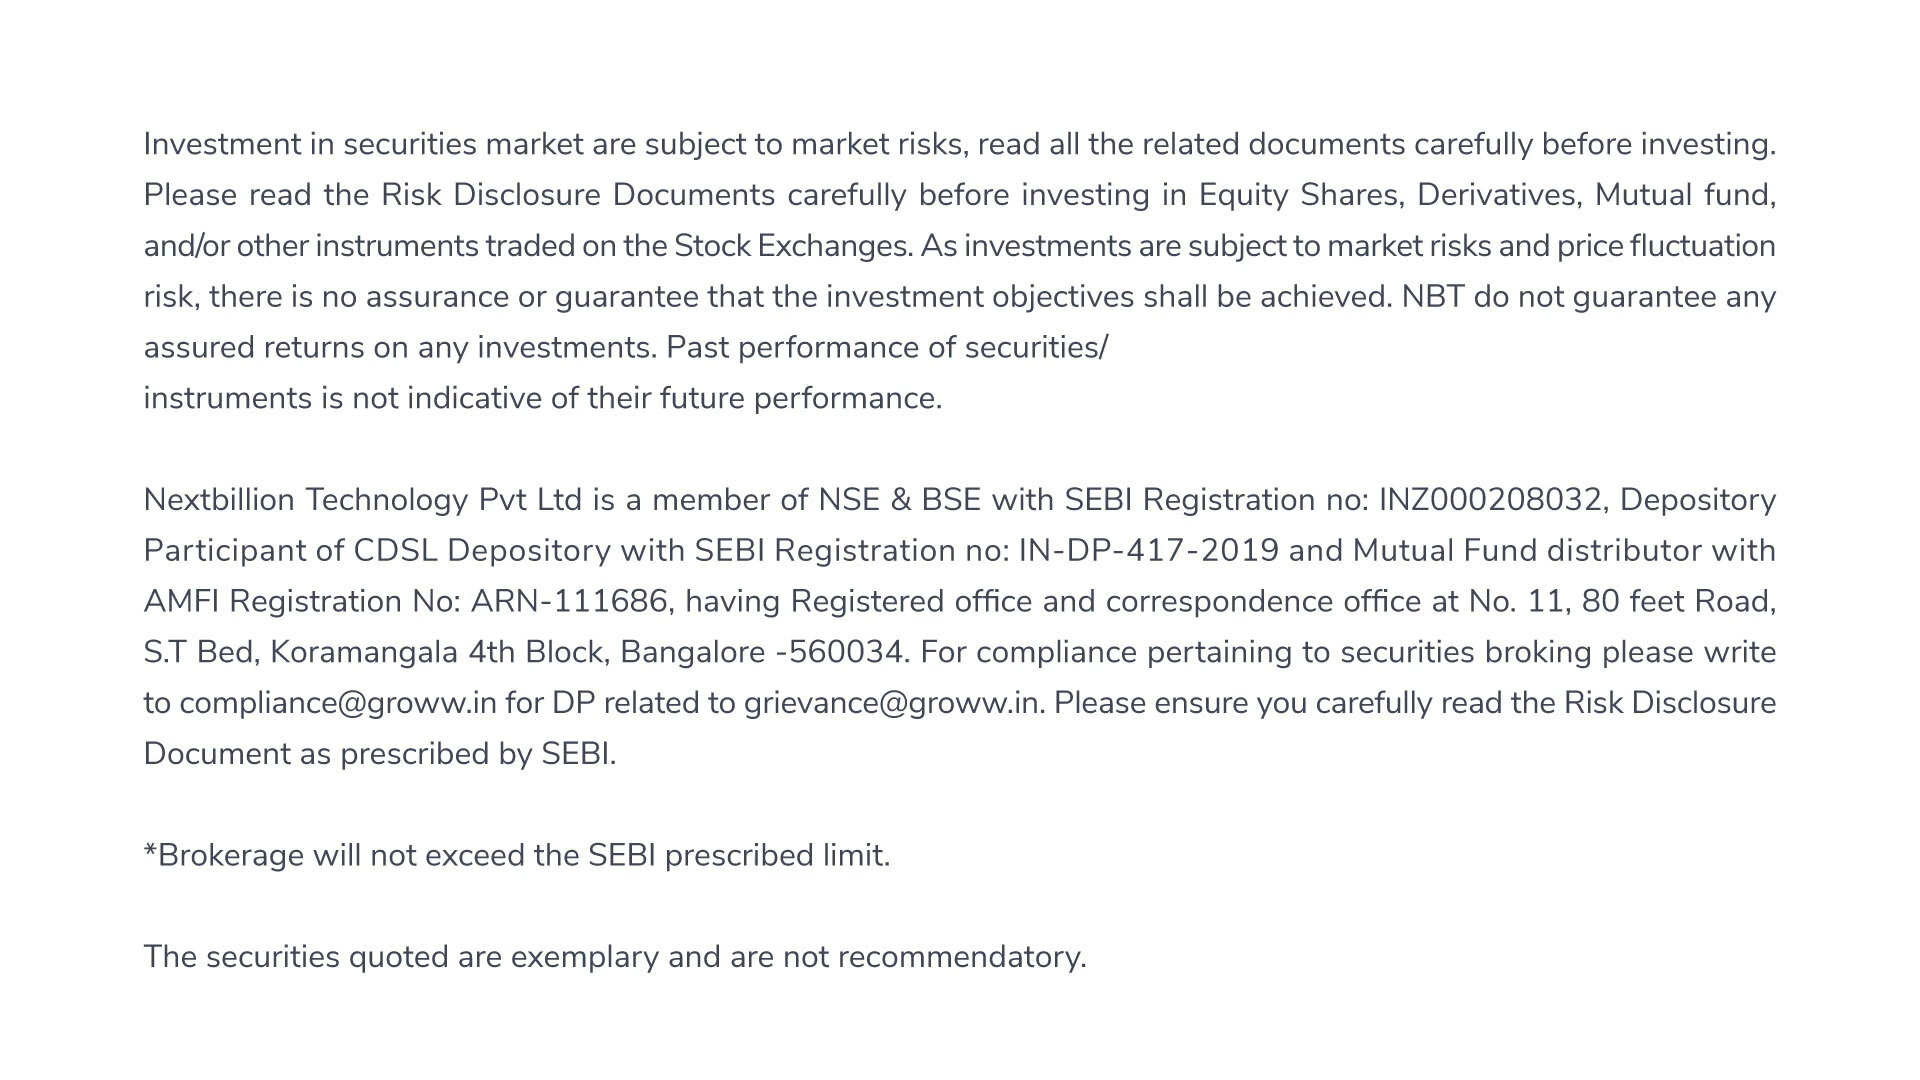 Investment in securities market are subject to market risks, read all the related documents carefully before investing.
Please read the Risk Disclosure Documents carefully before investing in Equity Shares, Derivatives, Mutual fund,
and/or other instruments traded on the Stock Exchanges. As investments are subject to market risks and price fluctuation
risk, there is no assurance or guarantee that the investment objectives shall be achieved. NBT do not guarantee any
assured returns on any investments. Past performance of securities/
instruments is not indicative of their future performance.
Nextbillion Technology Pvt Ltd is a member of NSE & BSE with SEBI Registration no: INZ000208032, Depository
Participant of CDSL Depository with SEBI Registration no: IN-DP-417-2019 and Mutual Fund distributor with
AMFI Registration No: ARN-111686, having Registered office and correspondence office at No. 11, 80 feet Road,
S.T Bed, Koramangala 4th Block, Bangalore -560034. For compliance pertaining to securities broking please write
to compliance@groww.in for DP related to grievance@groww.in. Please ensure you carefully read the Risk Disclosure
Document as prescribed by SEBI.
*Brokerage will not exceed the SEBI prescribed limit.
The securities quoted are exemplary and are not recommendatory.